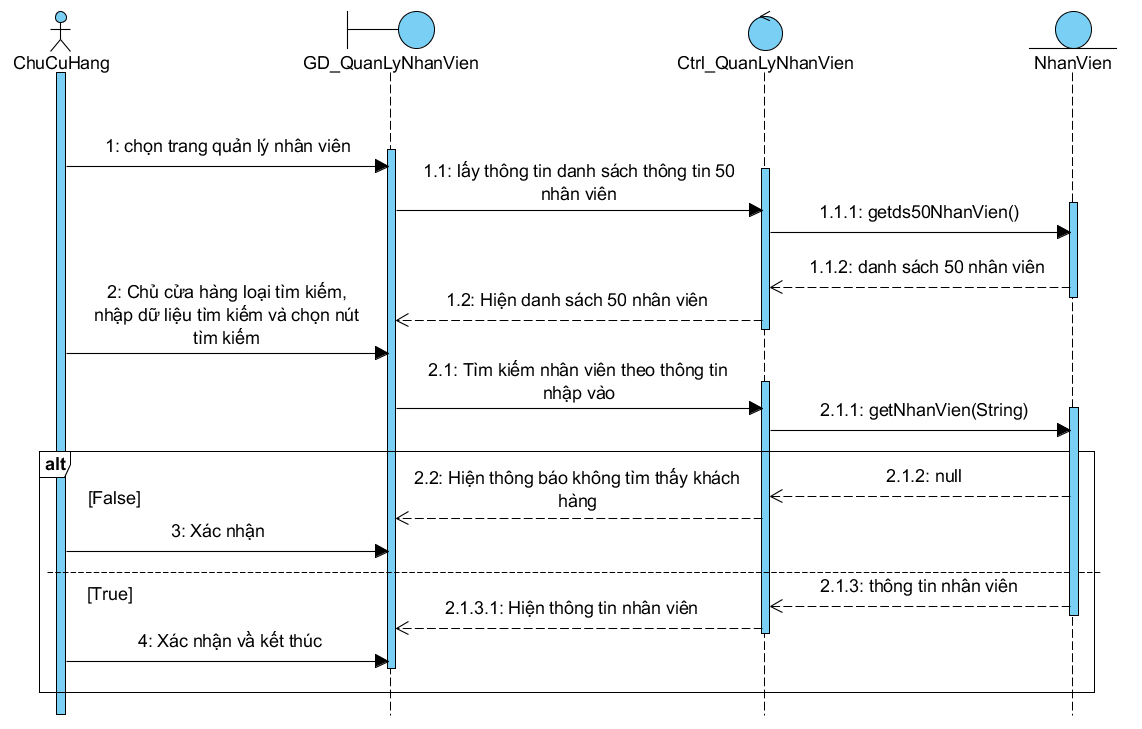 ChuCuHang
GD_QuanLyNhanVien
Ctrl_QuanLyNhanVien
NhanVien
1: chọn trang quản lý nhân viên
1.1: lấy thông tin danh sách thông tin 50
nhân viên
1.1.1: getds50NhanVien()
1.1.2: danh sách 50 nhân viên
1.2: Hiện danh sách 50 nhân viên
2: Chủ cửa hàng loại tìm kiếm,
nhập dữ liệu tìm kiếm và chọn nút
tìm kiếm
2.1: Tìm kiếm nhân viên theo thông tin
nhập vào
2.1.1: getNhanVien(String)
alt
[False]
2.1.2: null
2.2: Hiện thông báo không tìm thấy khách
hàng
3: Xác nhận
[True]
2.1.3: thông tin nhân viên
2.1.3.1: Hiện thông tin nhân viên
4: Xác nhận và kết thúc